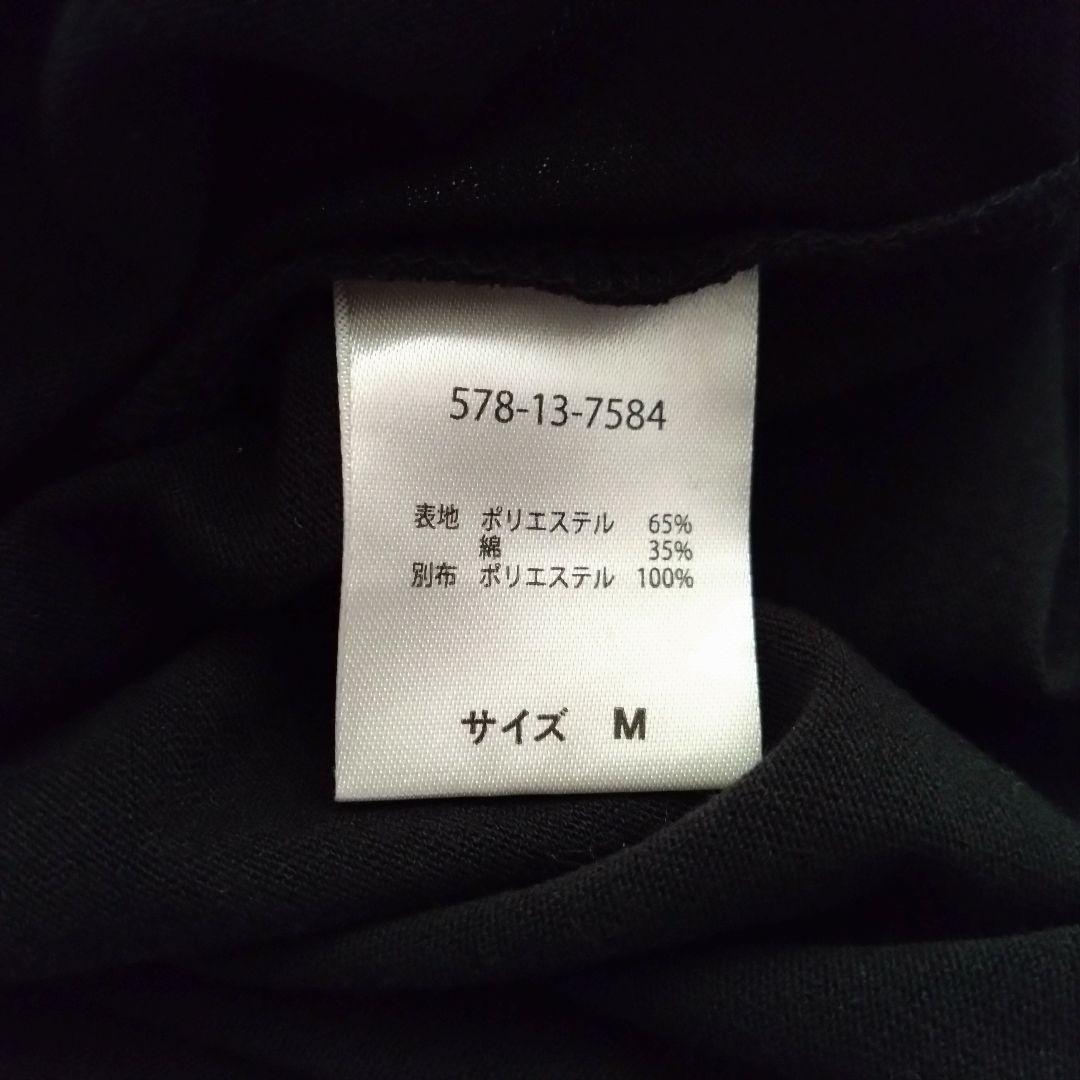 578-13-7584
表地 ポリエステル 65%
綿 35%
別布 ポリエステル 100%
サイズ M